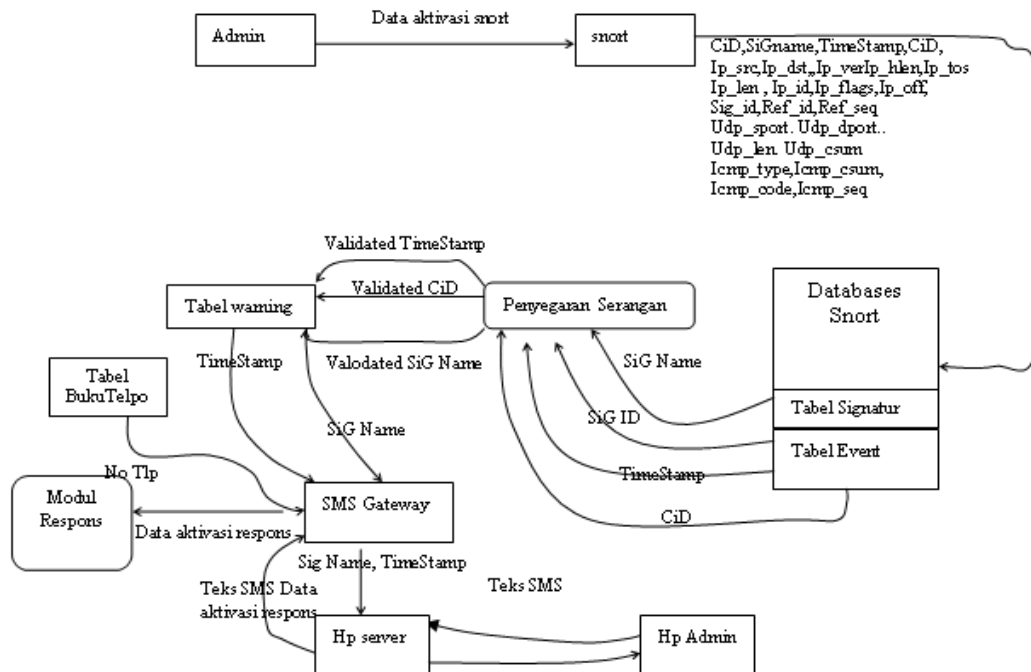 Data aktivasi snort
Admin
snort
CiD,SiGname,TimeStamp,CiD,
Ip_src,Ip_dst,,Ip_verIp_hlen,Ip_tos
Ip_len , Ip_id,Ip_flags,Ip_off,
Sig_id,Ref_id,Ref_seq
Udp_sport. Udp_dport..
Udp_len. Udp_csum
Icmp_type,Icmp_csum,
Icmp_code,Icmp_seq
Validated TimeStamp
Validated CiD
Tabel warning
Penyegaran Serangan
Databases
Snort
Valodated SiG Name
TimeStamp
SiG Name
Tabel
BukuTelpo
Tabel Signatur
SiG ID
SiG Name
Tabel Event
TimeStamp
No Tlp
Modul
Respons
SMS Gateway
CiD
Data aktivasi respons
Sig Name, TimeStamp
Teks SMS Data
aktivasi respons
Teks SMS
Hp server
Hp Admin